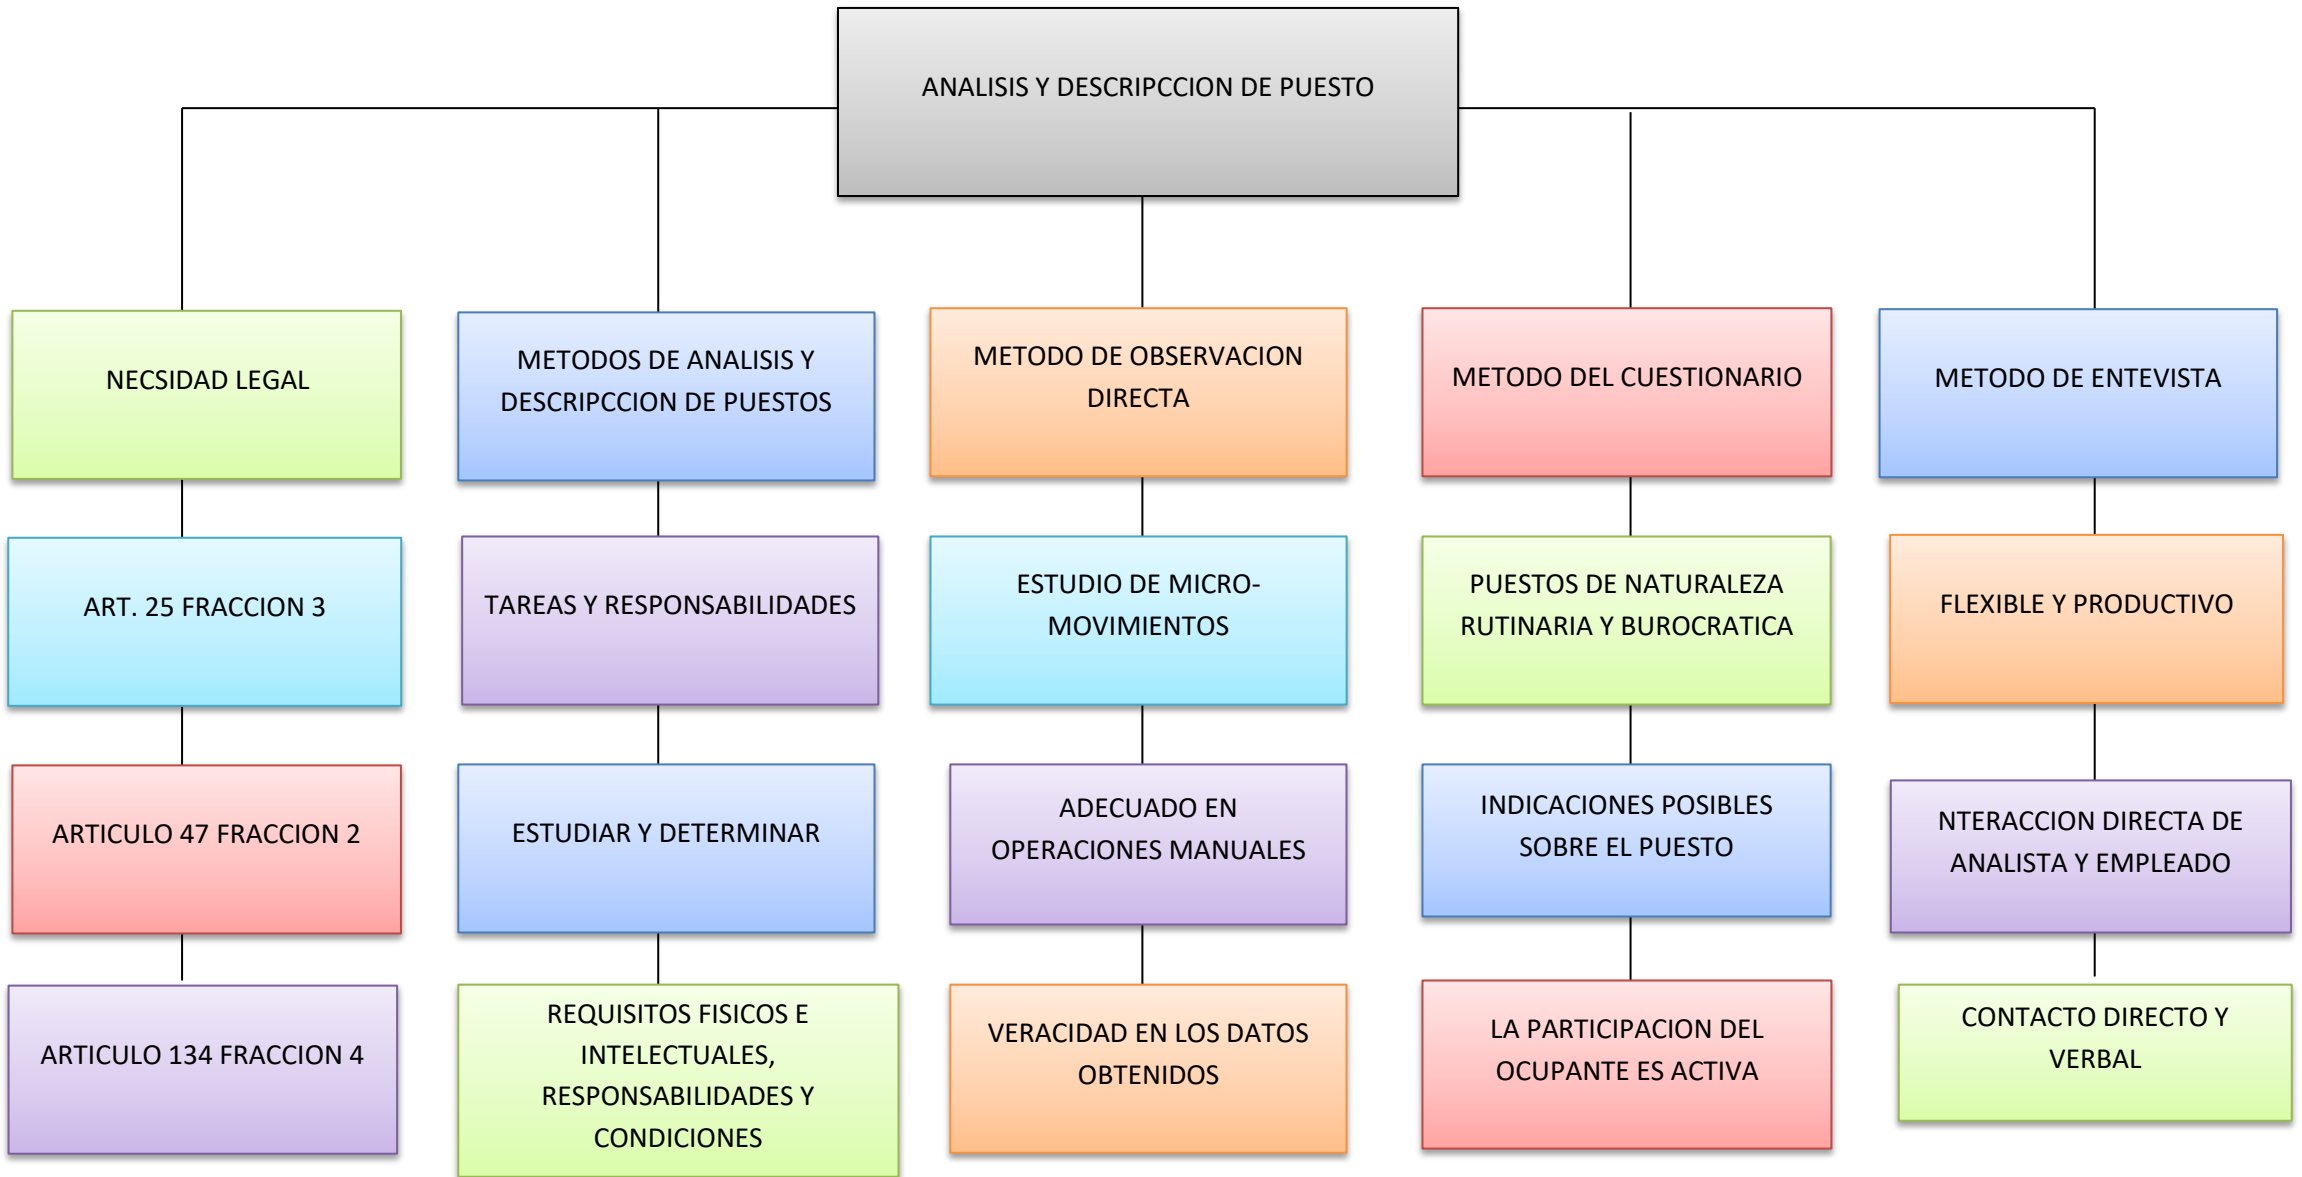 ANALISIS Y DESCRIPCCION DE PUESTO
NECSIDAD LEGAL
METODOS DE ANALISIS Y
DESCRIPCCION DE PUESTOS
METODO DE OBSERVACION
DIRECTA
METODO DEL CUESTIONARIO
METODO DE ENTEVISTA
ART. 25 FRACCION 3
TAREAS Y RESPONSABILIDADES
ESTUDIO DE MICRO-
MOVIMIENTOS
PUESTOS DE NATURALEZA
RUTINARIA Y BUROCRATICA
FLEXIBLE Y PRODUCTIVO
ARTICULO 47 FRACCION 2
ESTUDIAR Y DETERMINAR
ADECUADO EN
OPERACIONES MANUALES
INDICACIONES POSIBLES
SOBRE EL PUESTO
NTERACCION DIRECTA DE
ANALISTA Y EMPLEADO
ARTICULO 134 FRACCION 4
REQUISITOS FISICOS E
INTELECTUALES,
RESPONSABILIDADES Y
CONDICIONES
VERACIDAD EN LOS DATOS
OBTENIDOS
LA PARTICIPACION DEL
OCUPANTE ES ACTIVA
CONTACTO DIRECTO Y
VERBAL